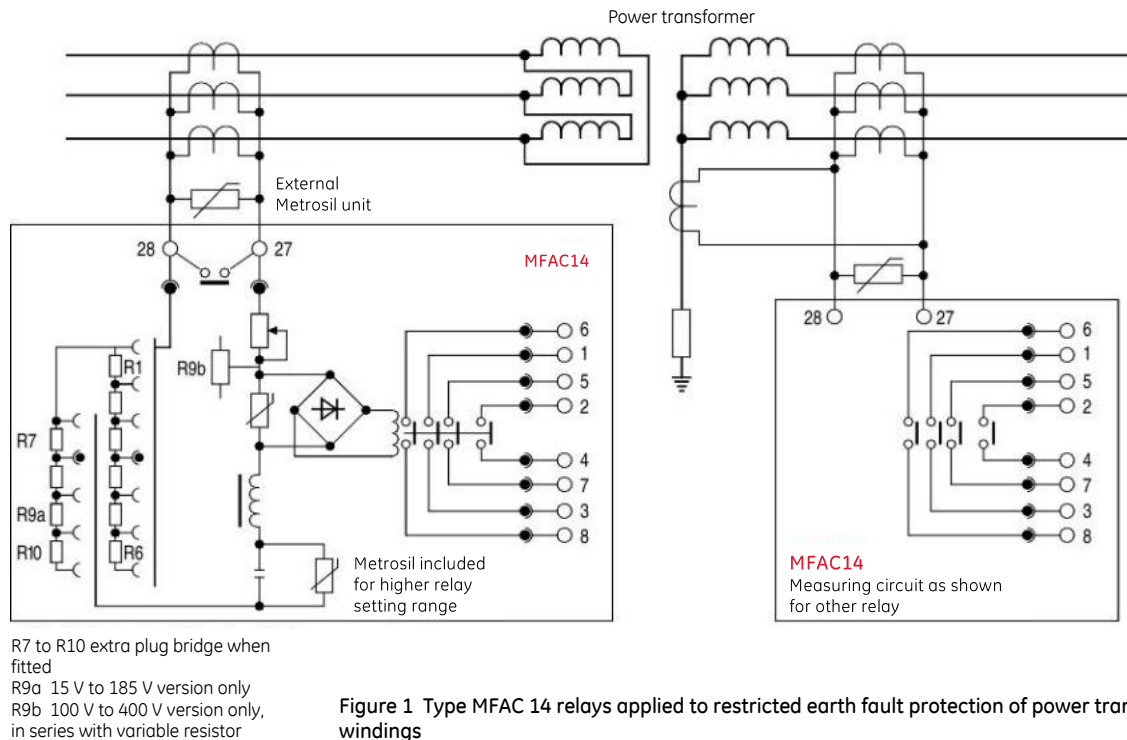 Power transformer
External
Metrosil unit
28
27
MFAC14
6
1
5
2
4
7
3
8
R1
R9b
R7
R9a
R10
R6
Metrosil included
for higher relay
setting range
28
27
6
1
5
2
4
7
3
8
MFAC14
Measuring circuit as shown
for other relay
R7 to R10 extra plug bridge when
fitted
R9a 15 V to 185 V version only
R9b 100 V to 400 V version only,
in series with variable resistor
Figure 1 Type MFAC 14 relays applied to restricted earth fault protection of power tran
windings